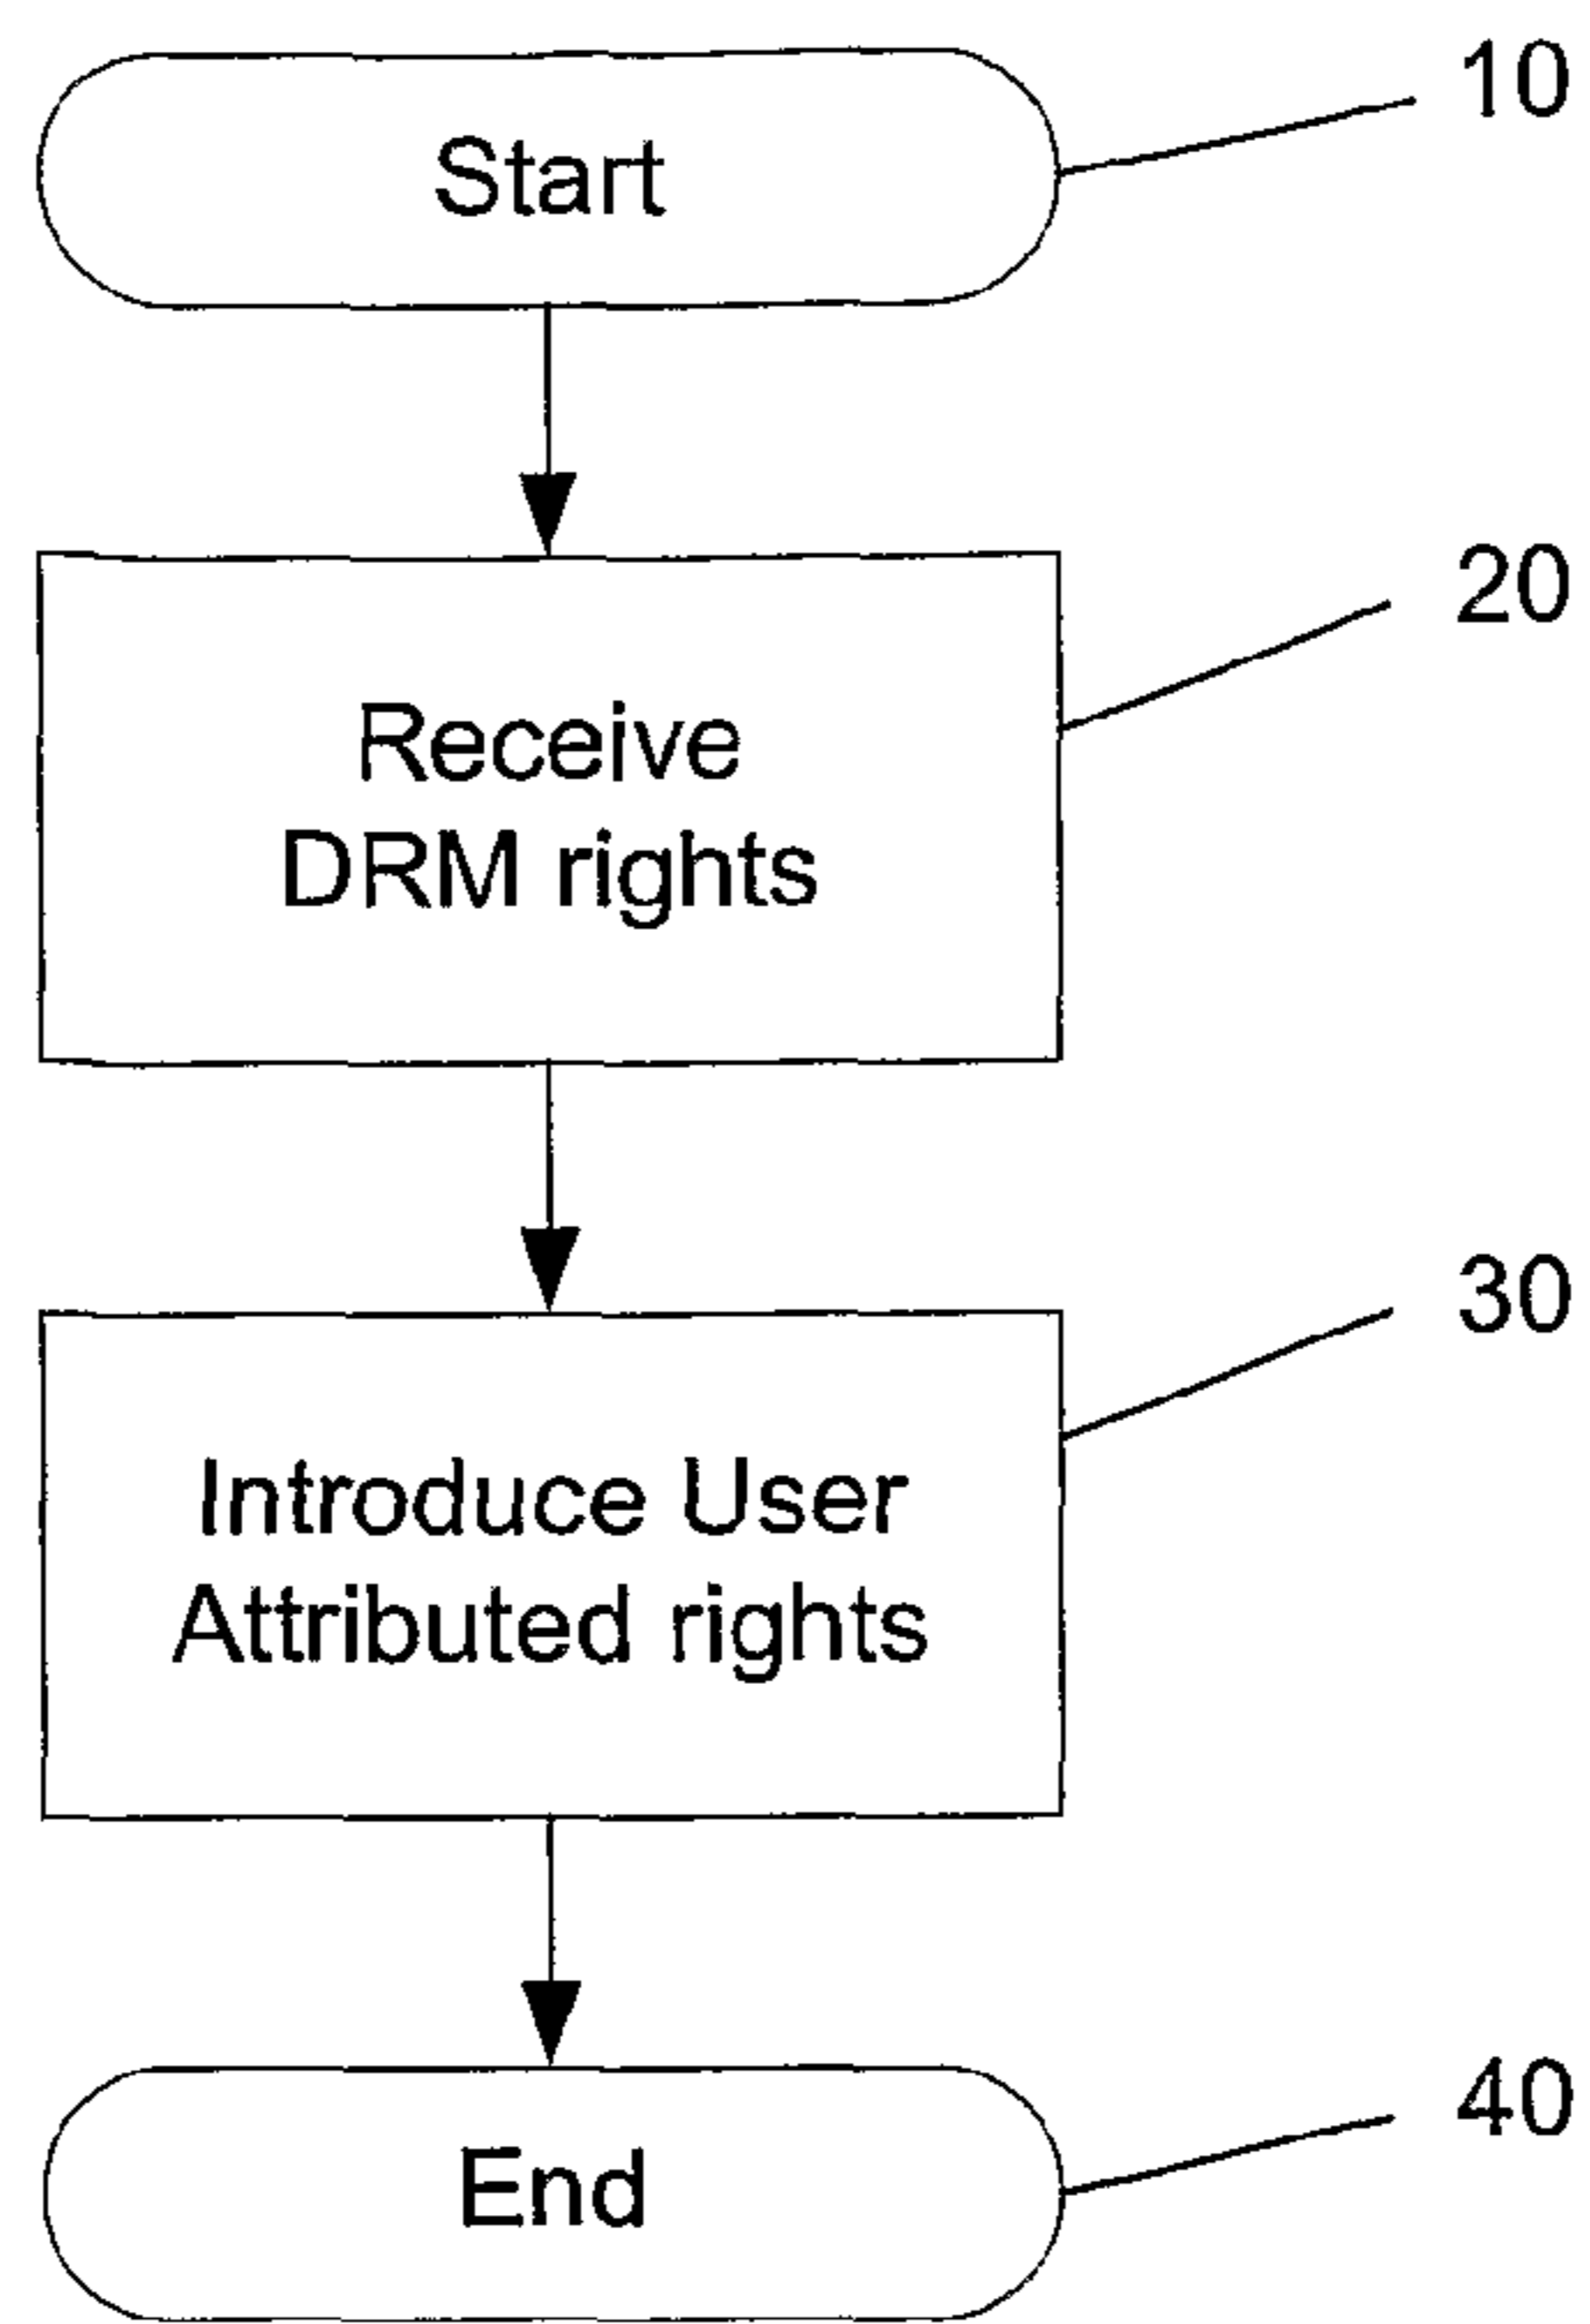 Start
10
20
Receive
DRM rights
30
Introduce User
Attributed rights
40
End